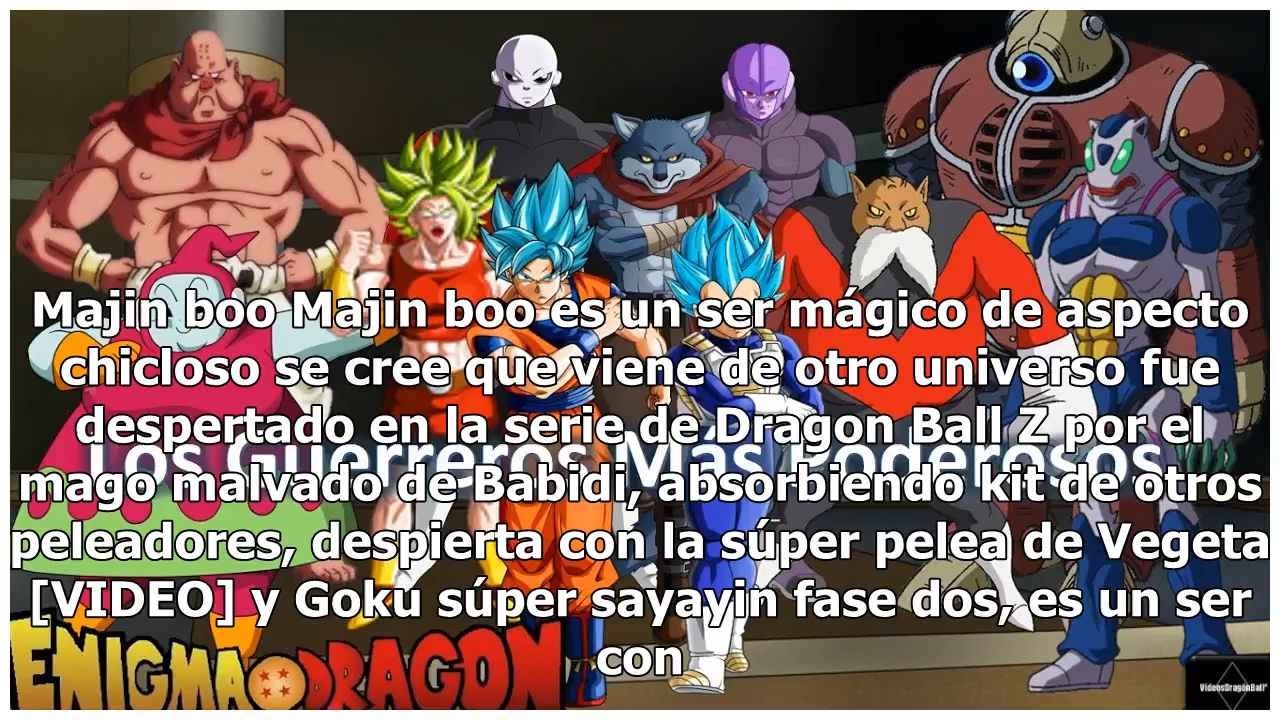 Majin boo Majin boo es un ser mágico de aspecto
chicloso se cree que viene de otro universo fue
despertado en la serie de Dragon Ball Z por el
Los Guerreros Más Poderosos
mago malvado de Babidi, absorbiendo kit de otros
peleadores, despierta con la súper pelea de Vegeta
[VIDEO] y Goku súper sayayin fase dos, es un ser
con
ENIGMA DRAGON
VideosDragónBall"